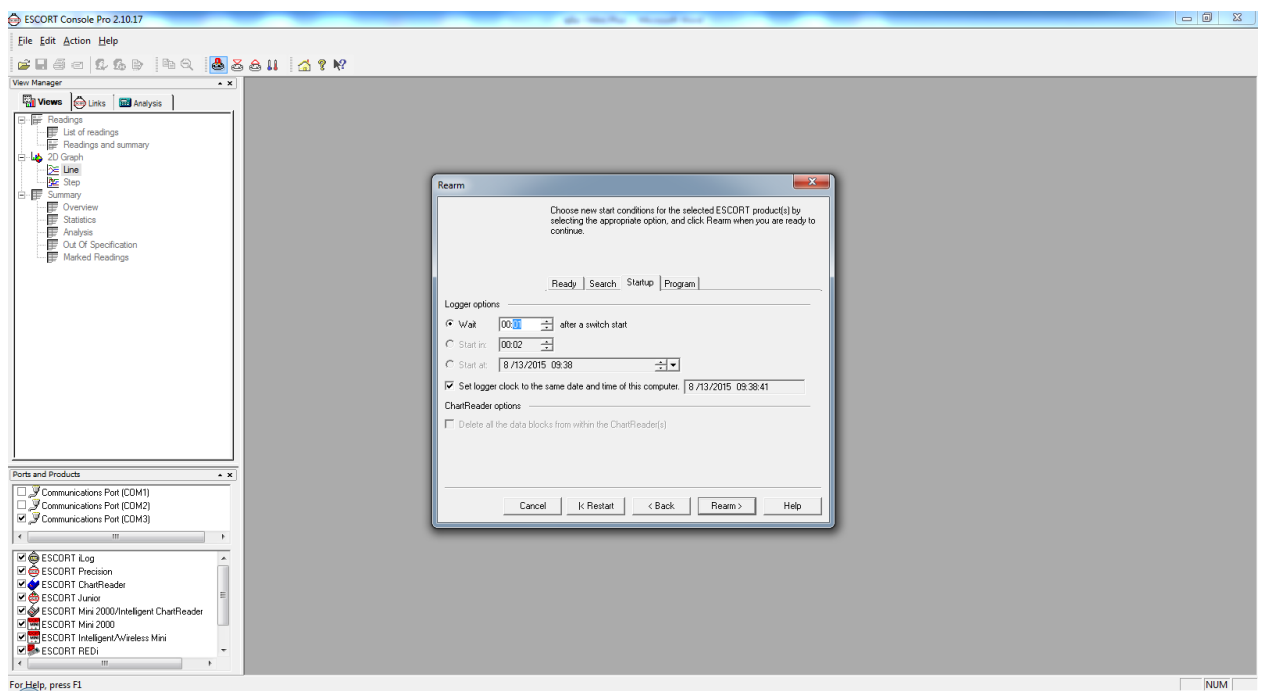 ESCORT Console Pro 2.10.17
File Edit Action Help
View Manager
Views Links Analysis
Readings
List of readings
Readings and summary
2D Graph
Line
Step
Summary
Overview
Statistics
Analysis
Out Of Specification
Marked Readings
Rearm
Choose new start conditions for the selected ESCORT product(s) by
selecting the appropriate option, and click Rearm when you are ready to
continue.
Ready Search Startup Program
Logger options
Wait 00:01 after a switch start
Start in: 00:02
Start at: 8 /13/2015 09:38
Set logger clock to the same date and time of this computer. 8 /13/2015 09:38:41
ChartReader options
Delete all the data blocks from within the ChartReader(s)
Cancel |< Restart < Back Rearm > Help
Ports and Products
Communications Port (COM1)
Communications Port (COM2)
Communications Port (COM3)
ESCORT iLog
ESCORT Precision
ESCORT ChartReader
ESCORT Junior
ESCORT Mini 2000/Intelligent ChartReader
ESCORT Mini 2000
ESCORT Intelligent/Wireless Mini
ESCORT REDi
For Help, press F1
NUM